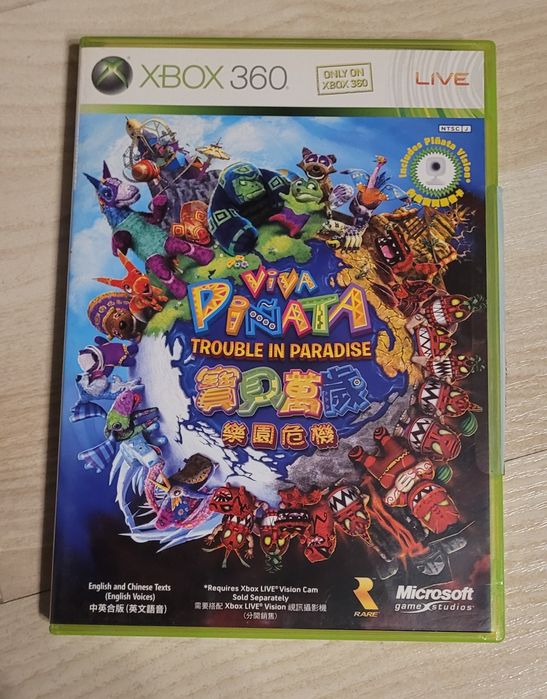 XBOX 360
ONLY ON
XBOX 360
LIVE
NTSC J
Includes Piñata Vision*
VIVA
PIÑATA
TROUBLE IN PARADISE
寶貝萬歲
樂園危機
English and Chinese Texts
(English Voices)
中英合版 (英文語音)
*Requires Xbox LIVE® Vision Cam
Sold Separately
需要搭配 Xbox LIVE® Vision 視訊攝影機
(分開銷售)
RARE
Microsoft
game studios